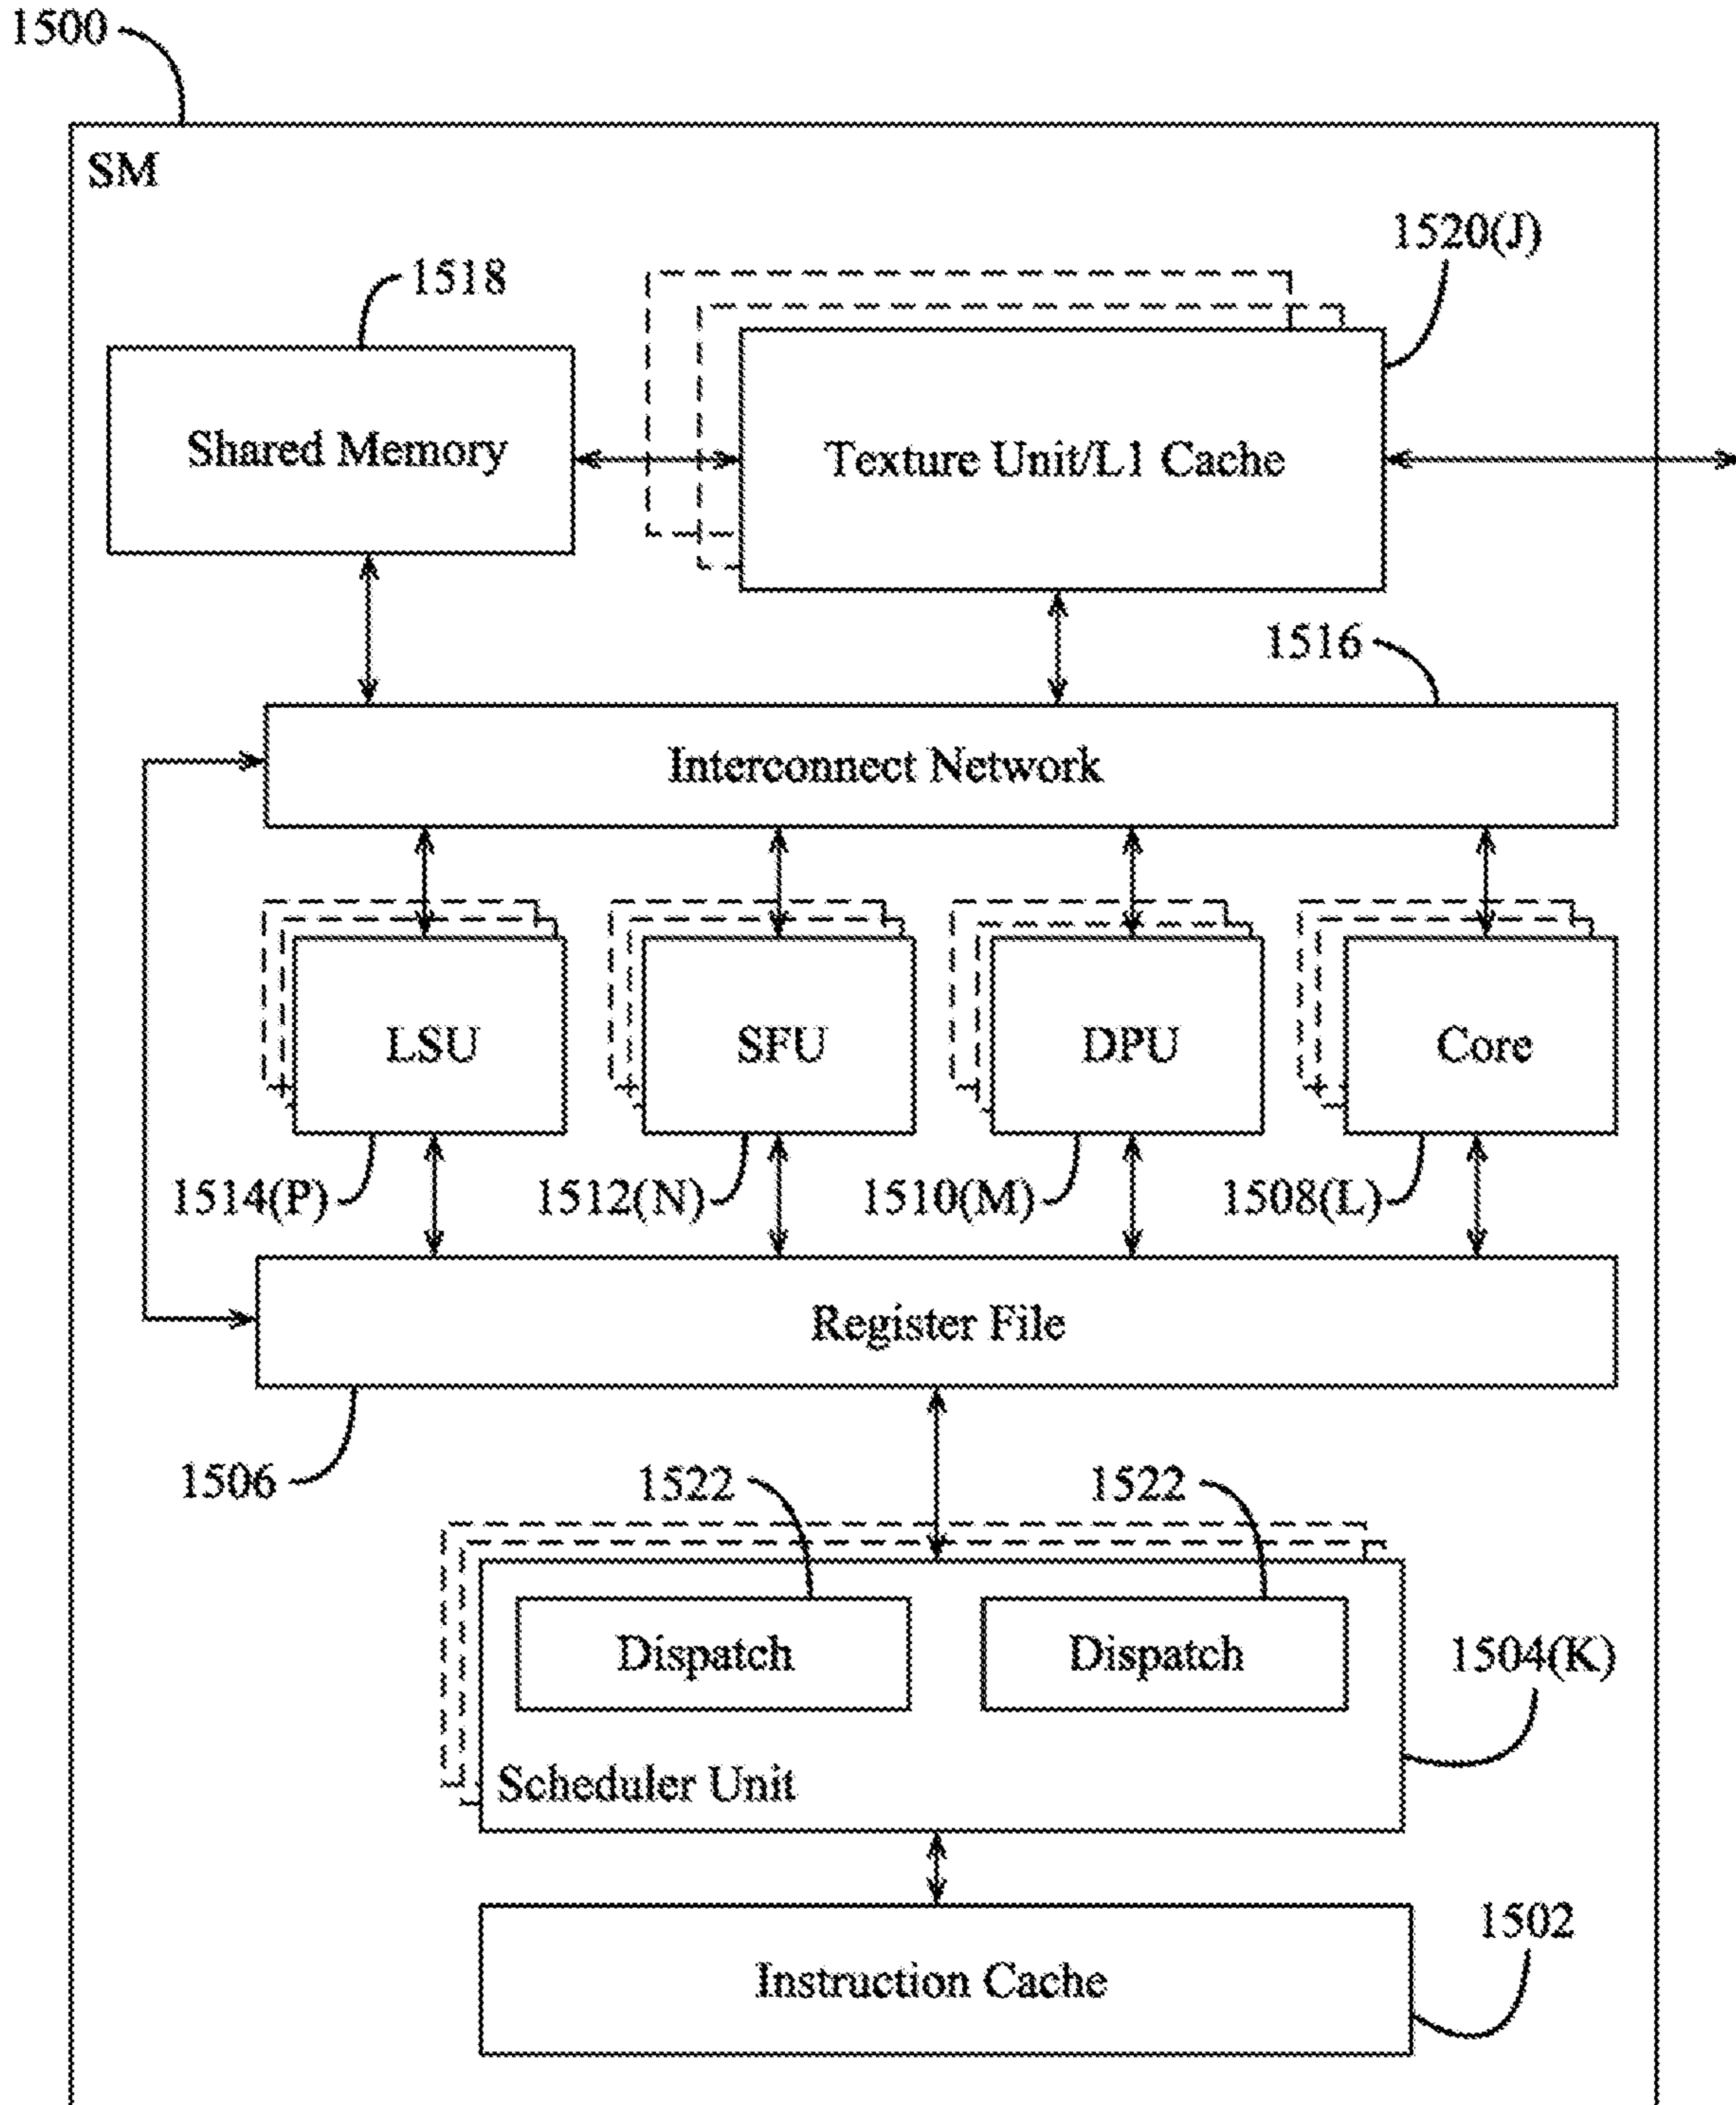 1500
SM
1520(J)
1518
Shared Memory
Texture Unit/L1 Cache
1516
Interconnect Network
LSU
SFU
DPU
Core
1514(P)
1512(N)
1510(M)
1508(L)
Register File
1506
1522
1522
Dispatch
Dispatch
1504(K)
Scheduler Unit
1502
Instruction Cache